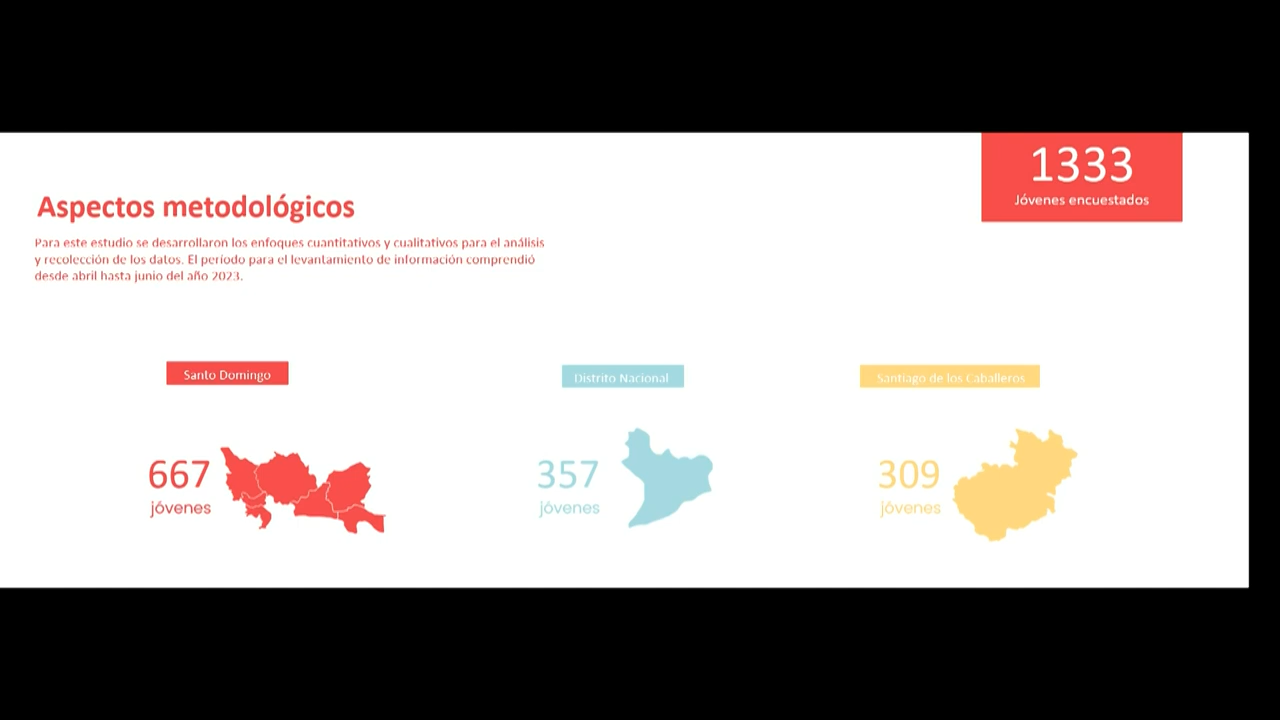 1333
Jóvenes encuestados
Aspectos metodológicos
Para este estudio se desarrollaron los enfoques cuantitativos y cualitativos para el análisis
y recolección de los datos. El período para el levantamiento de información comprendió
desde abril hasta junio del año 2023.
Santo Domingo
Distrito Nacional
Santiago de los Caballeros
667
jóvenes
357
jóvenes
309
jóvenes